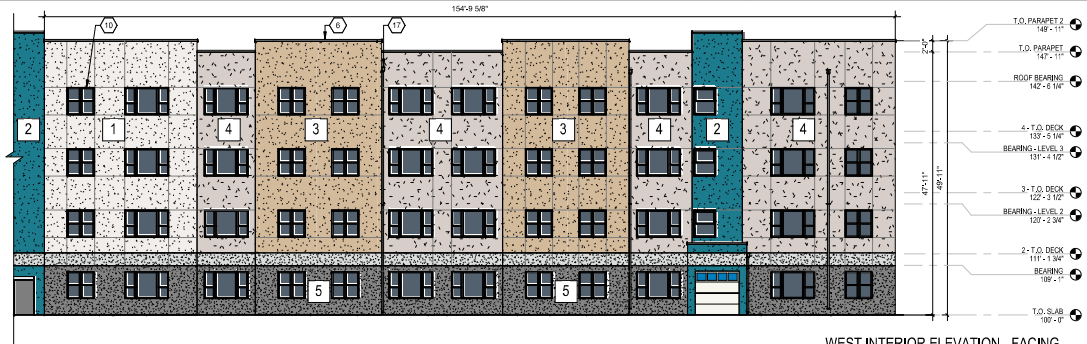 154'-9 5/8"
10
6
17
2
1
4
3
4
3
4
2
4
5
5
2'-0"
47'-11"
49'-11"
T.O. PARAPET 2
149' - 11"
T.O. PARAPET
147' - 11"
ROOF BEARING
142' - 6 1/4"
4 - T.O. DECK
133' - 5 1/4"
BEARING - LEVEL 3
131' - 4 1/2"
3 - T.O. DECK
122' - 3 1/2"
BEARING - LEVEL 2
120' - 2 3/4"
2 - T.O. DECK
111' - 1 3/4"
BEARING
109' - 1"
T.O. SLAB
100' - 0"
WEST INTERIOR ELEVATION - FACING